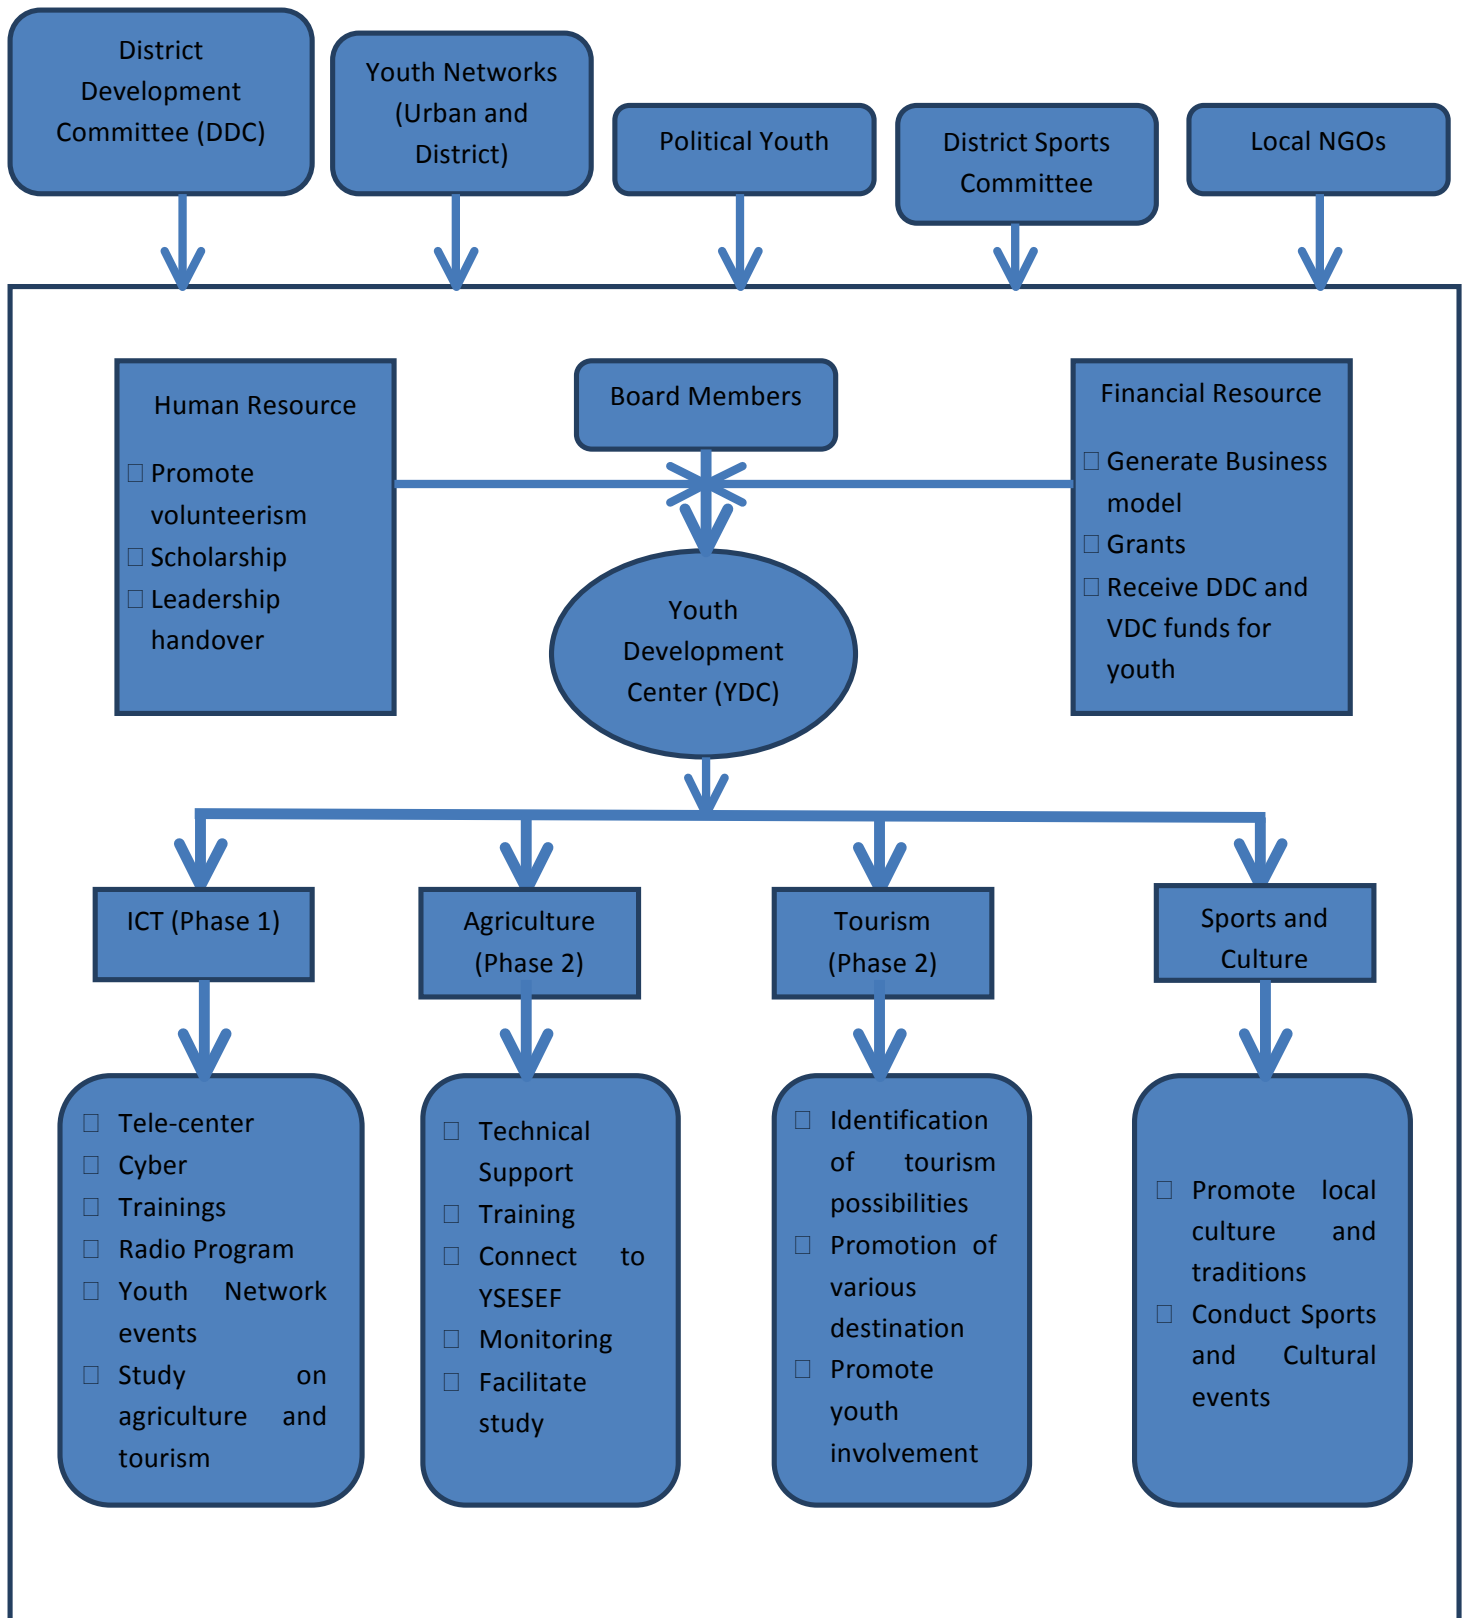 District
Development
Committee (DDC)
Youth Networks
(Urban and
District)
Political Youth
District Sports
Committee
Local NGOs
Human Resource
Promote
volunteerism
Scholarship
Leadership
handover
Board Members
Financial Resource
Generate Business
model
Grants
Receive DDC and
VDC funds for
youth
Youth
Development
Center (YDC)
ICT (Phase 1)
Agriculture
(Phase 2)
Tourism
(Phase 2)
Sports and
Culture
Tele-center
Cyber
Trainings
Radio Program
Youth Network
events
Study on
agriculture and
tourism
Technical
Support
Training
Connect to
YSESEF
Monitoring
Facilitate
study
Identification
of tourism
possibilities
Promotion of
various
destination
Promote
youth
involvement
Promote local
culture and
traditions
Conduct Sports
and Cultural
events